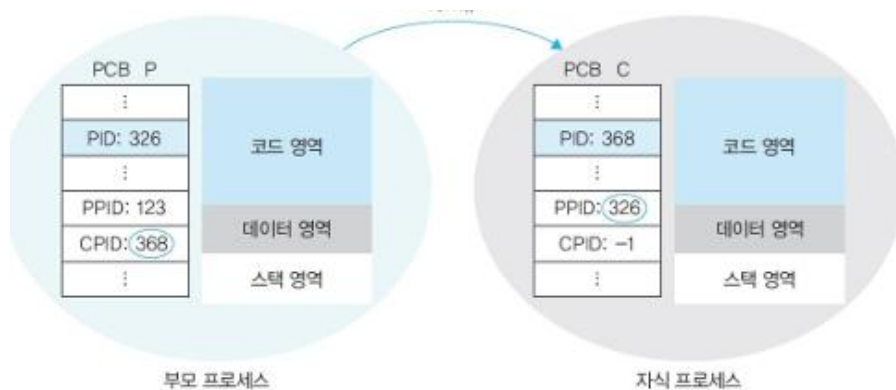 PCB P
⋮
PID: 326
⋮
PPID: 123
CPID: 368
⋮
코드 영역
데이터 영역
스택 영역
부모 프로세스
PCB C
⋮
PID: 368
⋮
PPID: 326
CPID: -1
⋮
코드 영역
데이터 영역
스택 영역
자식 프로세스